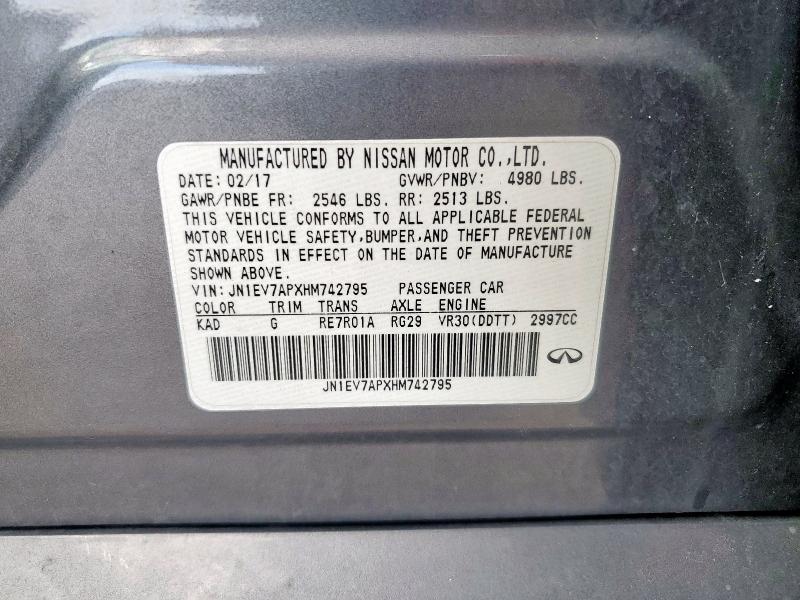 MANUFACTURED BY NISSAN MOTOR CO.,LTD.
DATE: 02/17 GVWR/PNBV: 4980 LBS.
GAWR/PNBE FR: 2546 LBS. RR: 2513 LBS.
THIS VEHICLE CONFORMS TO ALL APPLICABLE FEDERAL
MOTOR VEHICLE SAFETY,BUMPER,AND THEFT PREVENTION
STANDARDS IN EFFECT ON THE DATE OF MANUFACTURE
SHOWN ABOVE.
VIN: JN1EV7APXHM742795 PASSENGER CAR
COLOR TRIM TRANS AXLE ENGINE
KAD G RE7R01A RG29 VR30(DDTT) 2997CC
JN1EV7APXHM742795